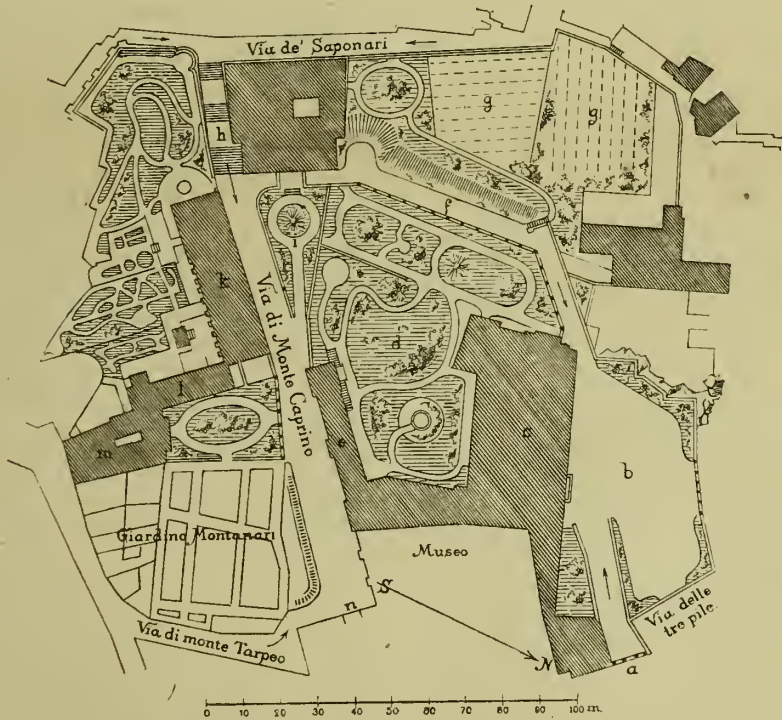 Via de' Saponari
g
g
h
f
i
k
Via di Monte Caprino
d
l
e
c
m
b
Giardino Montanari
Museo
S
n
Via delle
tre pile.
Via di monte Tarpeo
N
a
0 10 20 30 40 50 60 70 80 90 100 m.